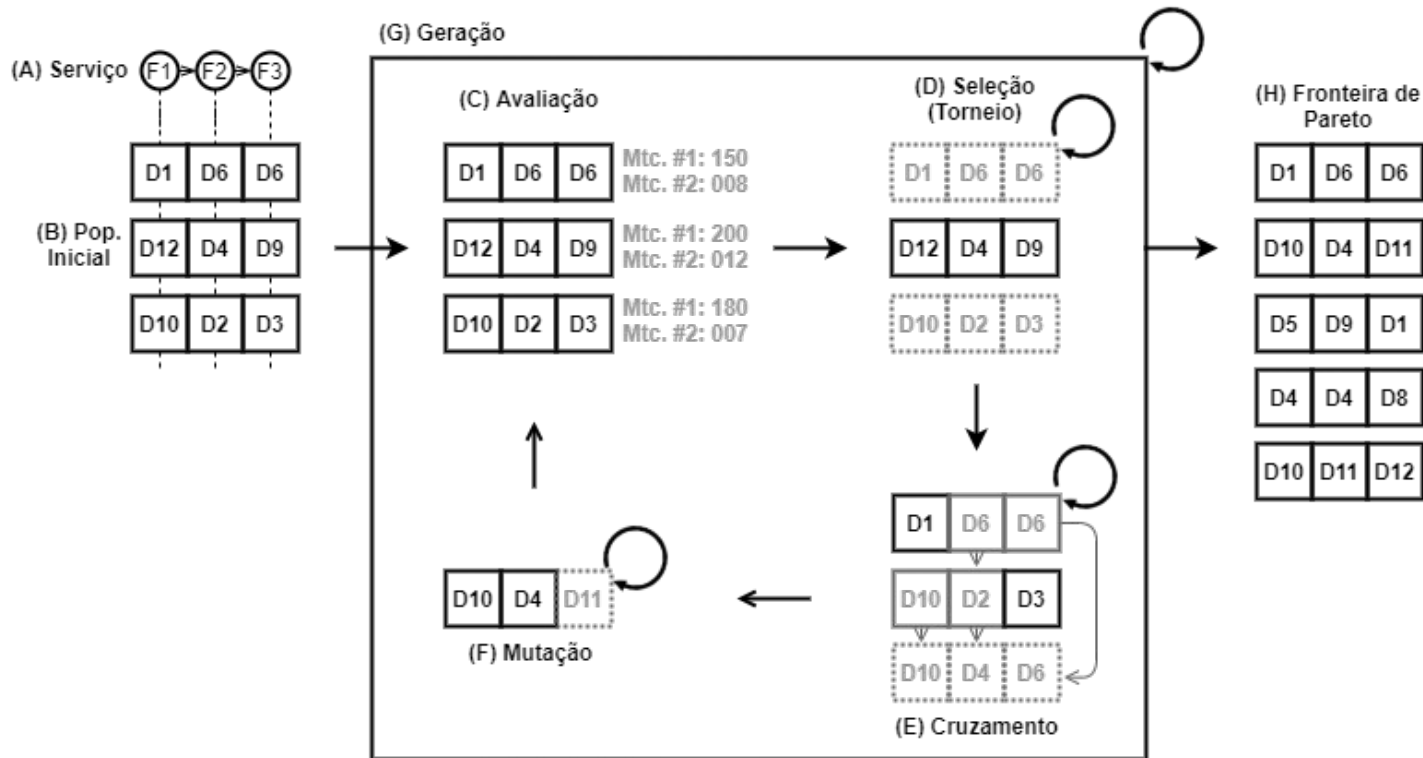 (G) Geração
(A) Serviço F1 F2 F3
(C) Avaliação
(D) Seleção
(Torneio)
(H) Fronteira de
Pareto
D1 D6 D6
D1 D6 D6
Mtc. #1: 150
Mtc. #2: 008
D1 D6 D6
D1 D6 D6
(B) Pop.
Inicial
D12 D4 D9
D12 D4 D9
Mtc. #1: 200
Mtc. #2: 012
D12 D4 D9
D10 D4 D11
D10 D2 D3
D10 D2 D3
Mtc. #1: 180
Mtc. #2: 007
D10 D2 D3
D5 D9 D1
D4 D4 D8
D10 D11 D12
D1 D6 D6
D10 D2 D3
D10 D4 D6
(E) Cruzamento
D10 D4 D11
(F) Mutação